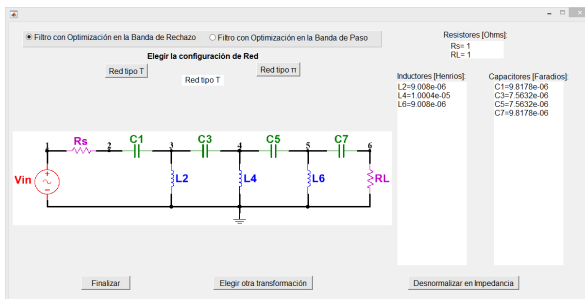 Filtro con Optimización en la Banda de Rechazo
Filtro con Optimización en la Banda de Paso
Elegir la configuración de Red
Red tipo T
Red tipo T
Red tipo π
Resistores [Ohms]:
Rs= 1
RL= 1
Inductores [Henrios]:
L2=9.008e-06
L4=1.0004e-05
L6=9.008e-06
Capacitores [Faradios]:
C1=9.8178e-06
C3=7.5632e-06
C5=7.5632e-06
C7=9.8178e-06
1 Rs 2 C1 3 C3 4 C5 5 C7 6
Vin L2 L4 L6 RL
Finalizar
Elegir otra transformación
Desnormalizar en Impedancia